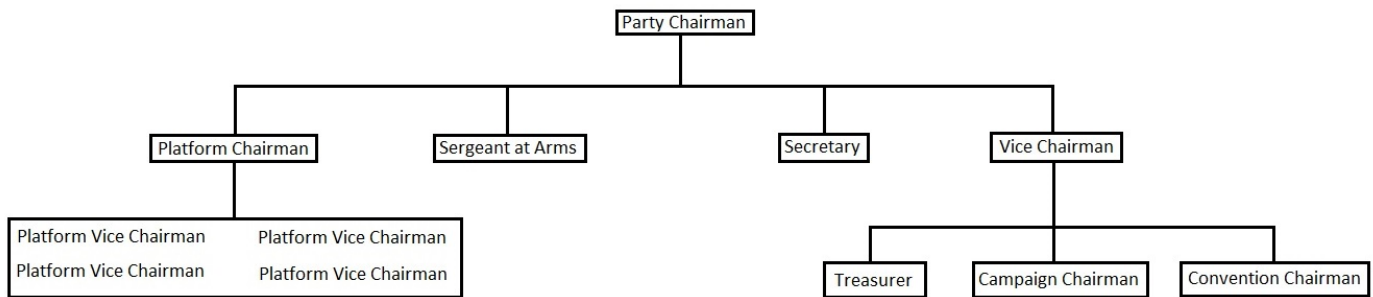 Party Chairman
Platform Chairman
Sergeant at Arms
Secretary
Vice Chairman
Platform Vice Chairman
Platform Vice Chairman
Platform Vice Chairman
Platform Vice Chairman
Treasurer
Campaign Chairman
Convention Chairman